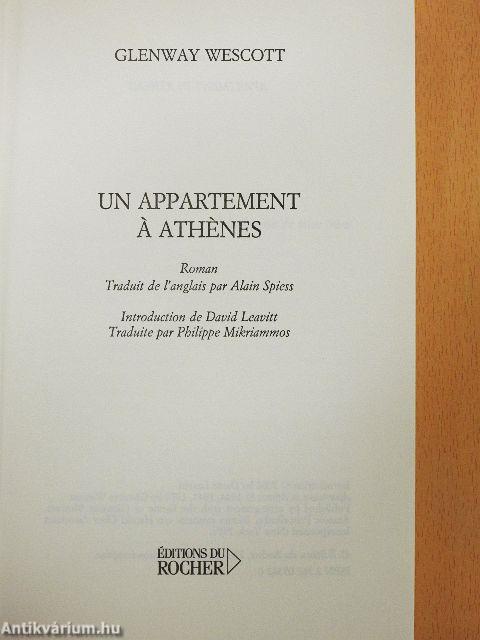 GLENWAY WESCOTT
UN APPARTEMENT
À ATHÈNES
Roman
Traduit de l'anglais par Alain Spiess
Introduction de David Leavitt
Traduite par Philippe Mikriammos
ÉDITIONS DU
ROCHER
Antikvárium.hu